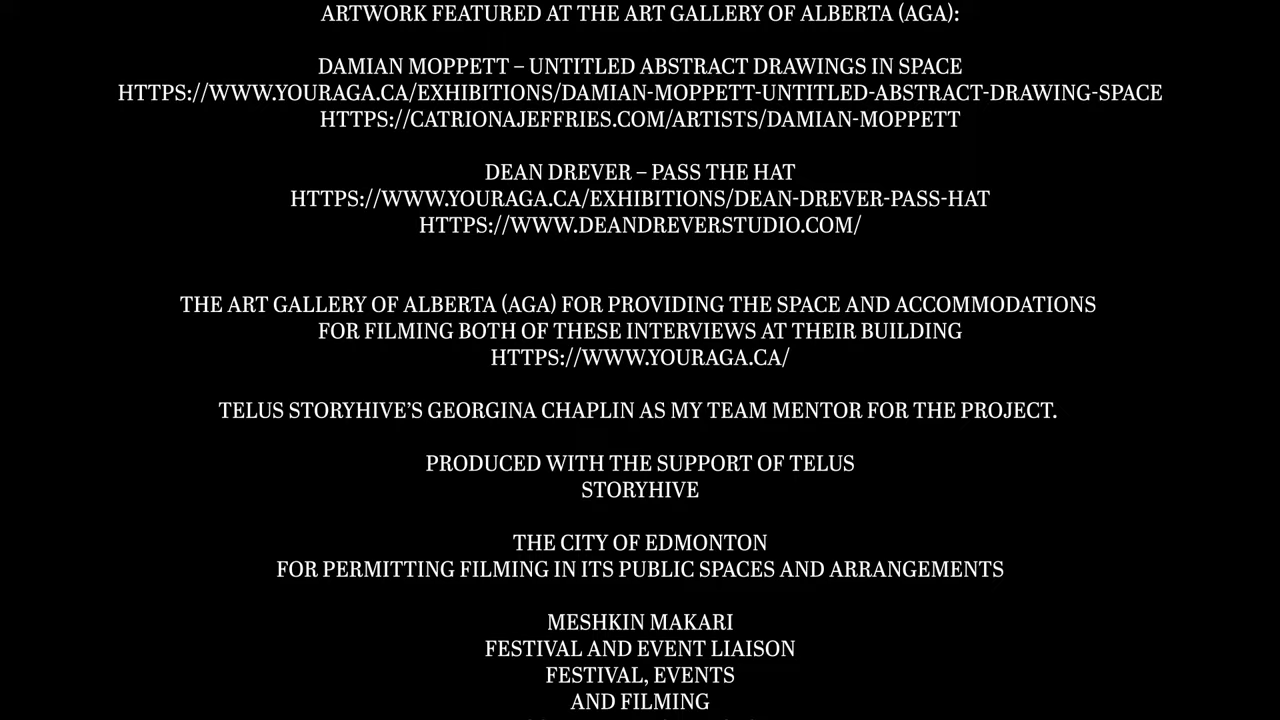 ARTWORK FEATURED AT THE ART GALLERY OF ALBERTA (AGA):
DAMIAN MOPPETT – UNTITLED ABSTRACT DRAWINGS IN SPACE
HTTPS://WWW.YOURAGA.CA/EXHIBITIONS/DAMIAN-MOPPETT-UNTITLED-ABSTRACT-DRAWING-SPACE
HTTPS://CATRIONAJEFFRIES.COM/ARTISTS/DAMIAN-MOPPETT
DEAN DREVER – PASS THE HAT
HTTPS://WWW.YOURAGA.CA/EXHIBITIONS/DEAN-DREVER-PASS-HAT
HTTPS://WWW.DEANDREVERSTUDIO.COM/
THE ART GALLERY OF ALBERTA (AGA) FOR PROVIDING THE SPACE AND ACCOMMODATIONS
FOR FILMING BOTH OF THESE INTERVIEWS AT THEIR BUILDING
HTTPS://WWW.YOURAGA.CA/
TELUS STORYHIVE’S GEORGINA CHAPLIN AS MY TEAM MENTOR FOR THE PROJECT.
PRODUCED WITH THE SUPPORT OF TELUS
STORYHIVE
THE CITY OF EDMONTON
FOR PERMITTING FILMING IN ITS PUBLIC SPACES AND ARRANGEMENTS
MESHKIN MAKARI
FESTIVAL AND EVENT LIAISON
FESTIVAL, EVENTS
AND FILMING